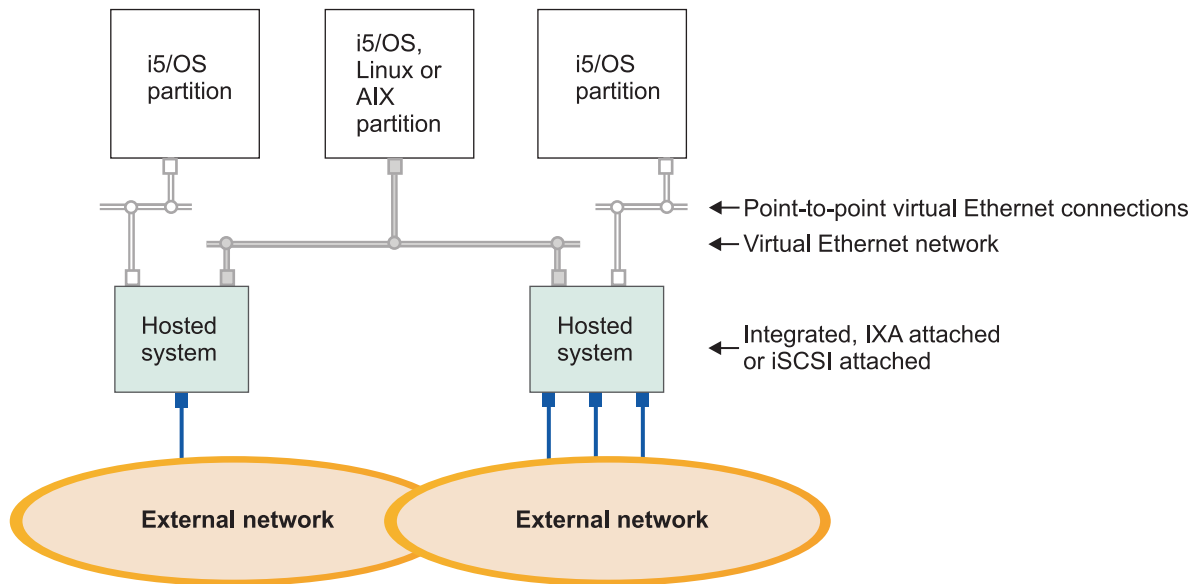 i5/OS
partition
i5/OS,
Linux or
AIX
partition
i5/OS
partition
Point-to-point virtual Ethernet connections
Virtual Ethernet network
Hosted
system
Hosted
system
Integrated, IXA attached
or iSCSI attached
External network
External network